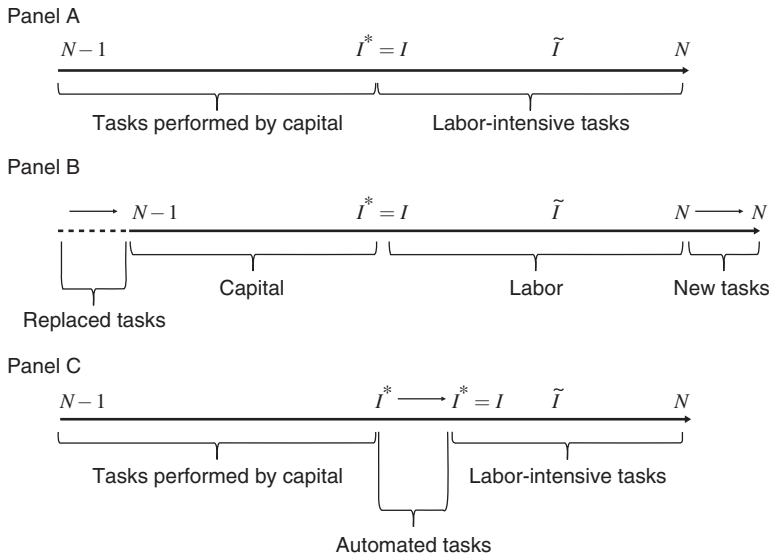 Panel A
N − 1 I* = I Ĩ N
Tasks performed by capital Labor-intensive tasks
Panel B
N − 1 I* = I Ĩ N N
Capital Labor New tasks
Replaced tasks
Panel C
N − 1 I* I* = I Ĩ N
Tasks performed by capital Labor-intensive tasks
Automated tasks